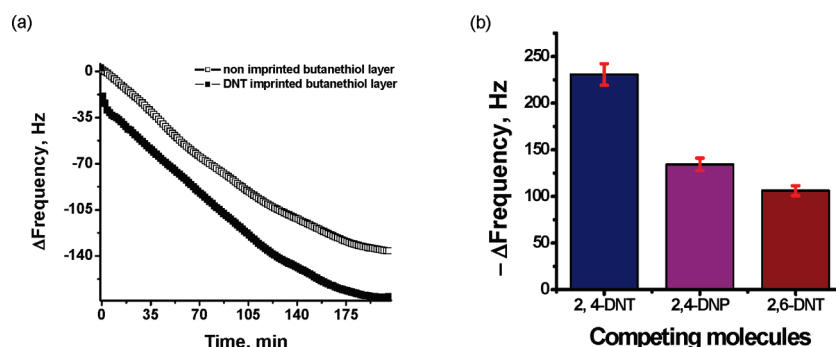 (a)
non imprinted butanethiol layer
DNT imprinted butanethiol layer
ΔFrequency, Hz
0
-35
-70
-105
-140
0 35 70 105 140 175
Time, min
(b)
− ΔFrequency, Hz
250
200
150
100
50
0
2, 4-DNT 2,4-DNP 2,6-DNT
Competing molecules